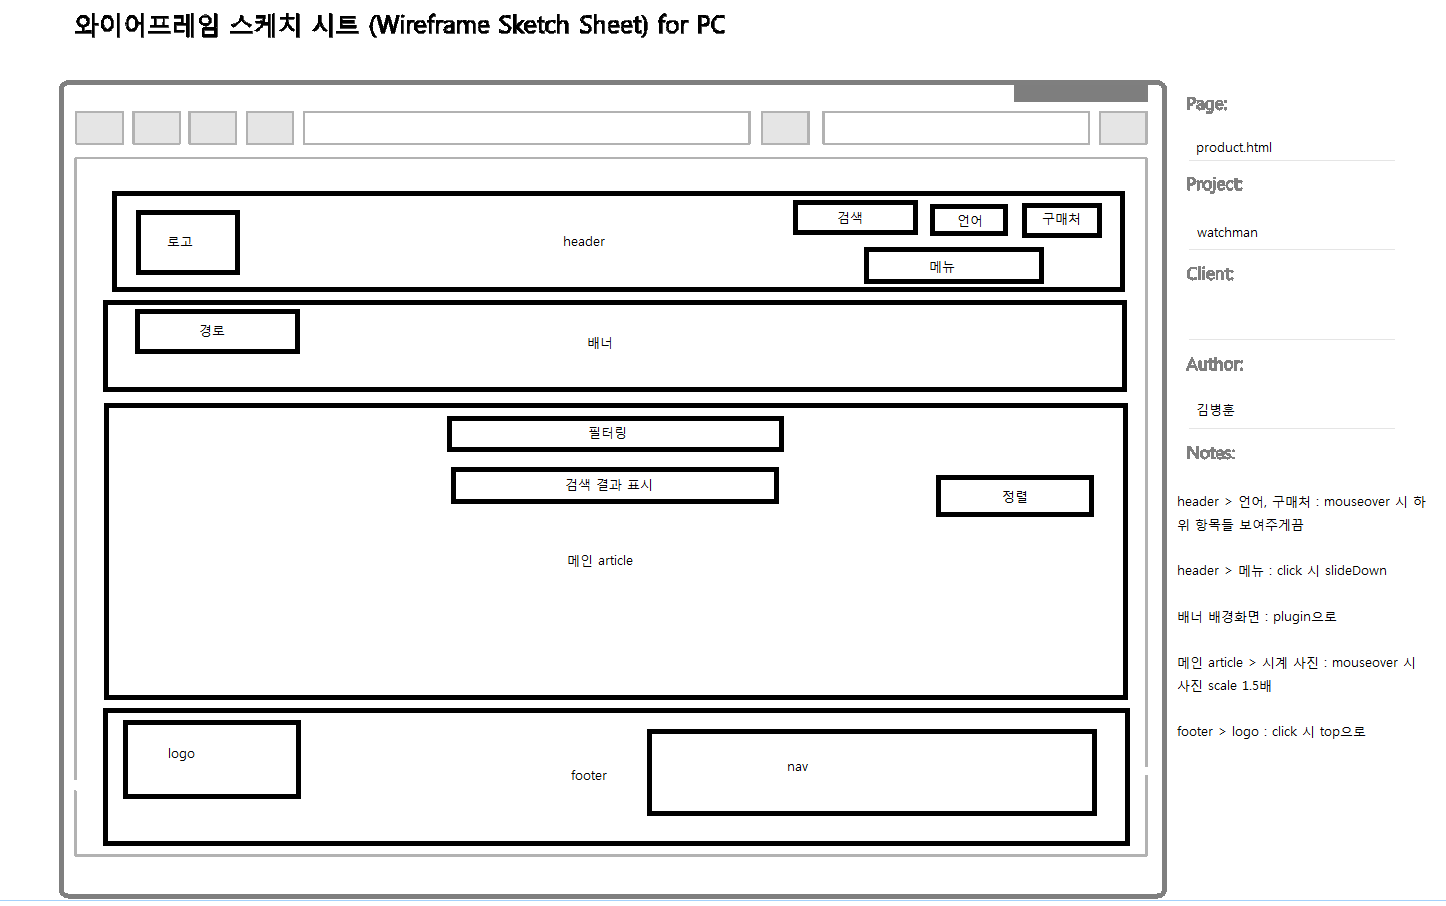 와이어프레임 스케치 시트 (Wireframe Sketch Sheet) for PC
로고
header
검색
언어
구매처
메뉴
경로
배너
필터링
검색 결과 표시
정렬
메인 article
logo
footer
nav
Page:
product.html
Project:
watchman
Client:
Author:
김병훈
Notes:
header > 언어, 구매처 : mouseover 시 하
위 항목들 보여주게끔
header > 메뉴 : click 시 slideDown
배너 배경화면 : plugin으로
메인 article > 시계 사진 : mouseover 시
사진 scale 1.5배
footer > logo : click 시 top으로